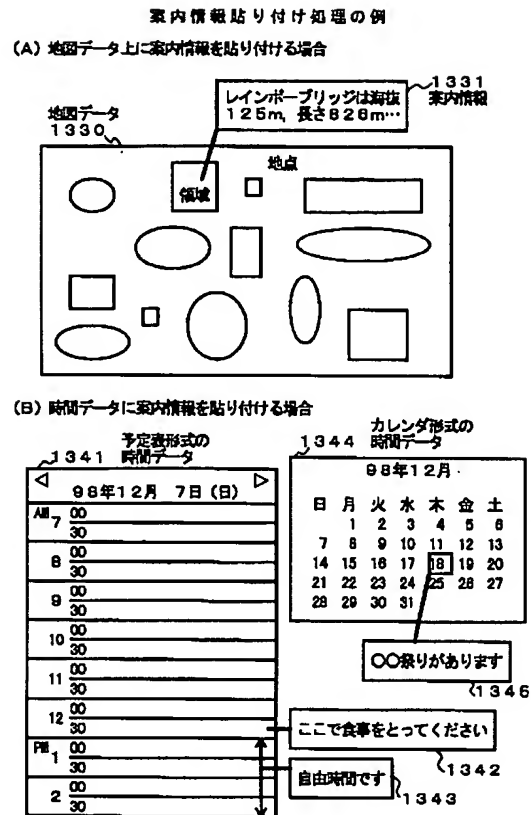 案内情報貼り付け処理の例
(A) 地図データ上に案内情報を貼り付ける場合
レインボーブリッジは海抜
125m, 長さ828m…
1331
案内情報
地図データ
1330
地点
領域
(B) 時間データに案内情報を貼り付ける場合
予定表形式の
1341 時間データ
98年12月 7日(日)
AM 7 00
30
8 00
30
9 00
30
10 00
30
11 00
30
12 00
30
PM 1 00
30
2 00
30
カレンダ形式の
1344 時間データ
98年12月
日 月 火 水 木 金 土
1 2 3 4 5 6
7 8 9 10 11 12 13
14 15 16 17 18 19 20
21 22 23 24 25 26 27
28 29 30 31
〇〇祭りがあります
1346
ここで食事をとってください
1342
自由時間です
1343